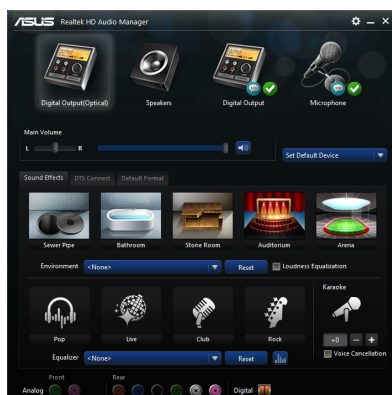 ASUS Realtek HD Audio Manager
Digital Output(Optical) Speakers Digital Output Microphone
Main Volume
L R
Set Default Device
Sound Effects DTS Connect Default Format
Sewer Pipe Bathroom Stone Room Auditorium Arena
Environment <None> Reset Loudness Equalization
Karaoke
Pop Live Club Rock
+0 - +
Equalizer <None> Reset Voice Cancellation
Front Rear
Analog Digital